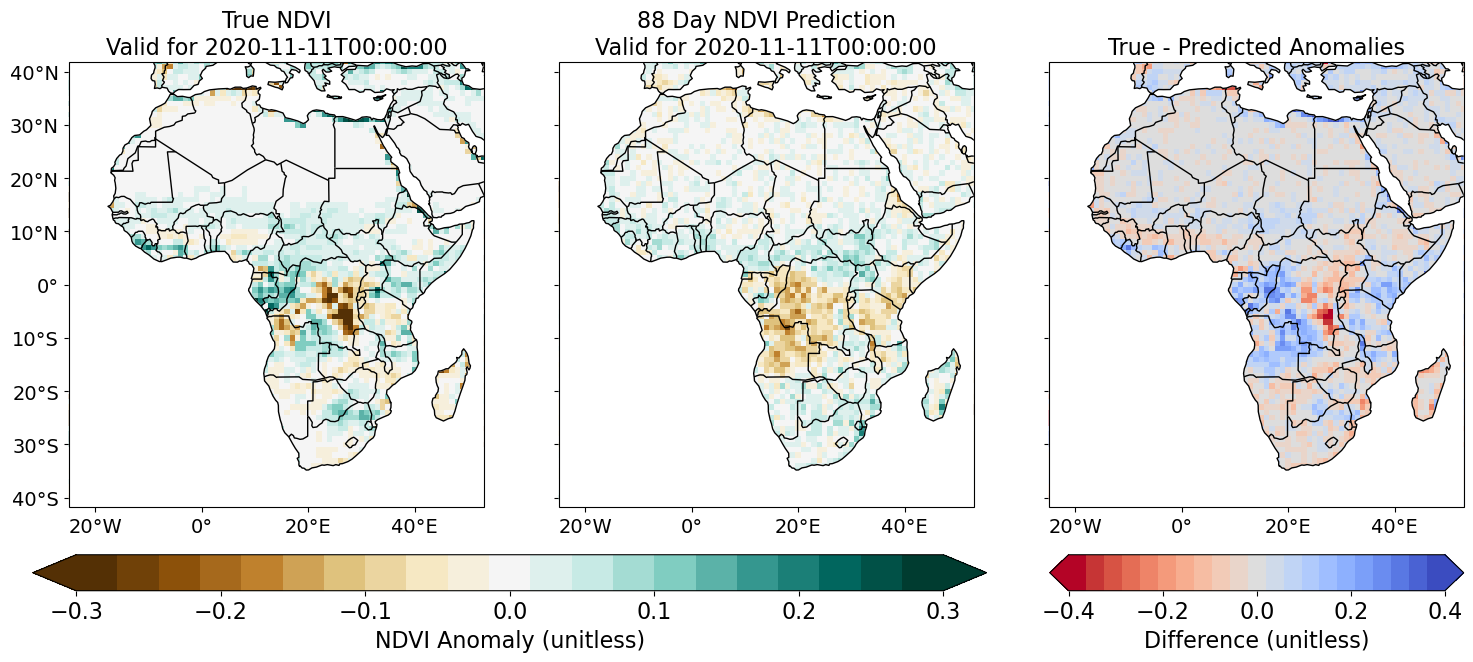 True NDVI
Valid for 2020-11-11T00:00:00
88 Day NDVI Prediction
Valid for 2020-11-11T00:00:00
True - Predicted Anomalies
40°N
30°N
20°N
10°N
0°
10°S
20°S
30°S
40°S
20°W 0° 20°E 40°E
20°W 0° 20°E 40°E
20°W 0° 20°E 40°E
−0.3 −0.2 −0.1 0.0 0.1 0.2 0.3
NDVI Anomaly (unitless)
−0.4 −0.2 0.0 0.2 0.4
Difference (unitless)